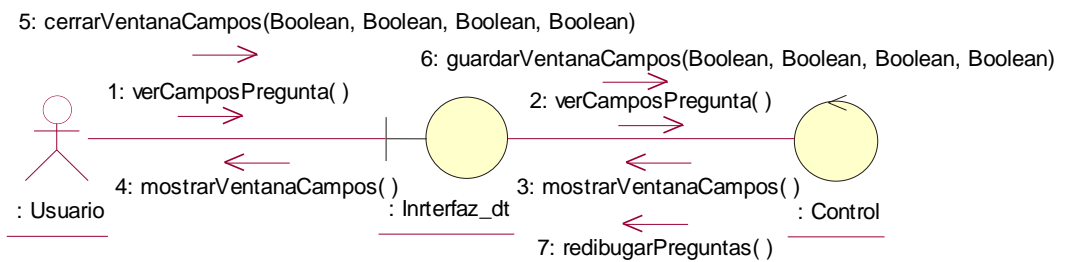 5: cerrarVentanaCampos(Boolean, Boolean, Boolean, Boolean)
6: guardarVentanaCampos(Boolean, Boolean, Boolean, Boolean)
1: verCamposPregunta( )
2: verCamposPregunta( )
4: mostrarVentanaCampos( )
3: mostrarVentanaCampos( )
: Usuario
: Inrterfaz_dt
: Control
7: redibugarPreguntas( )